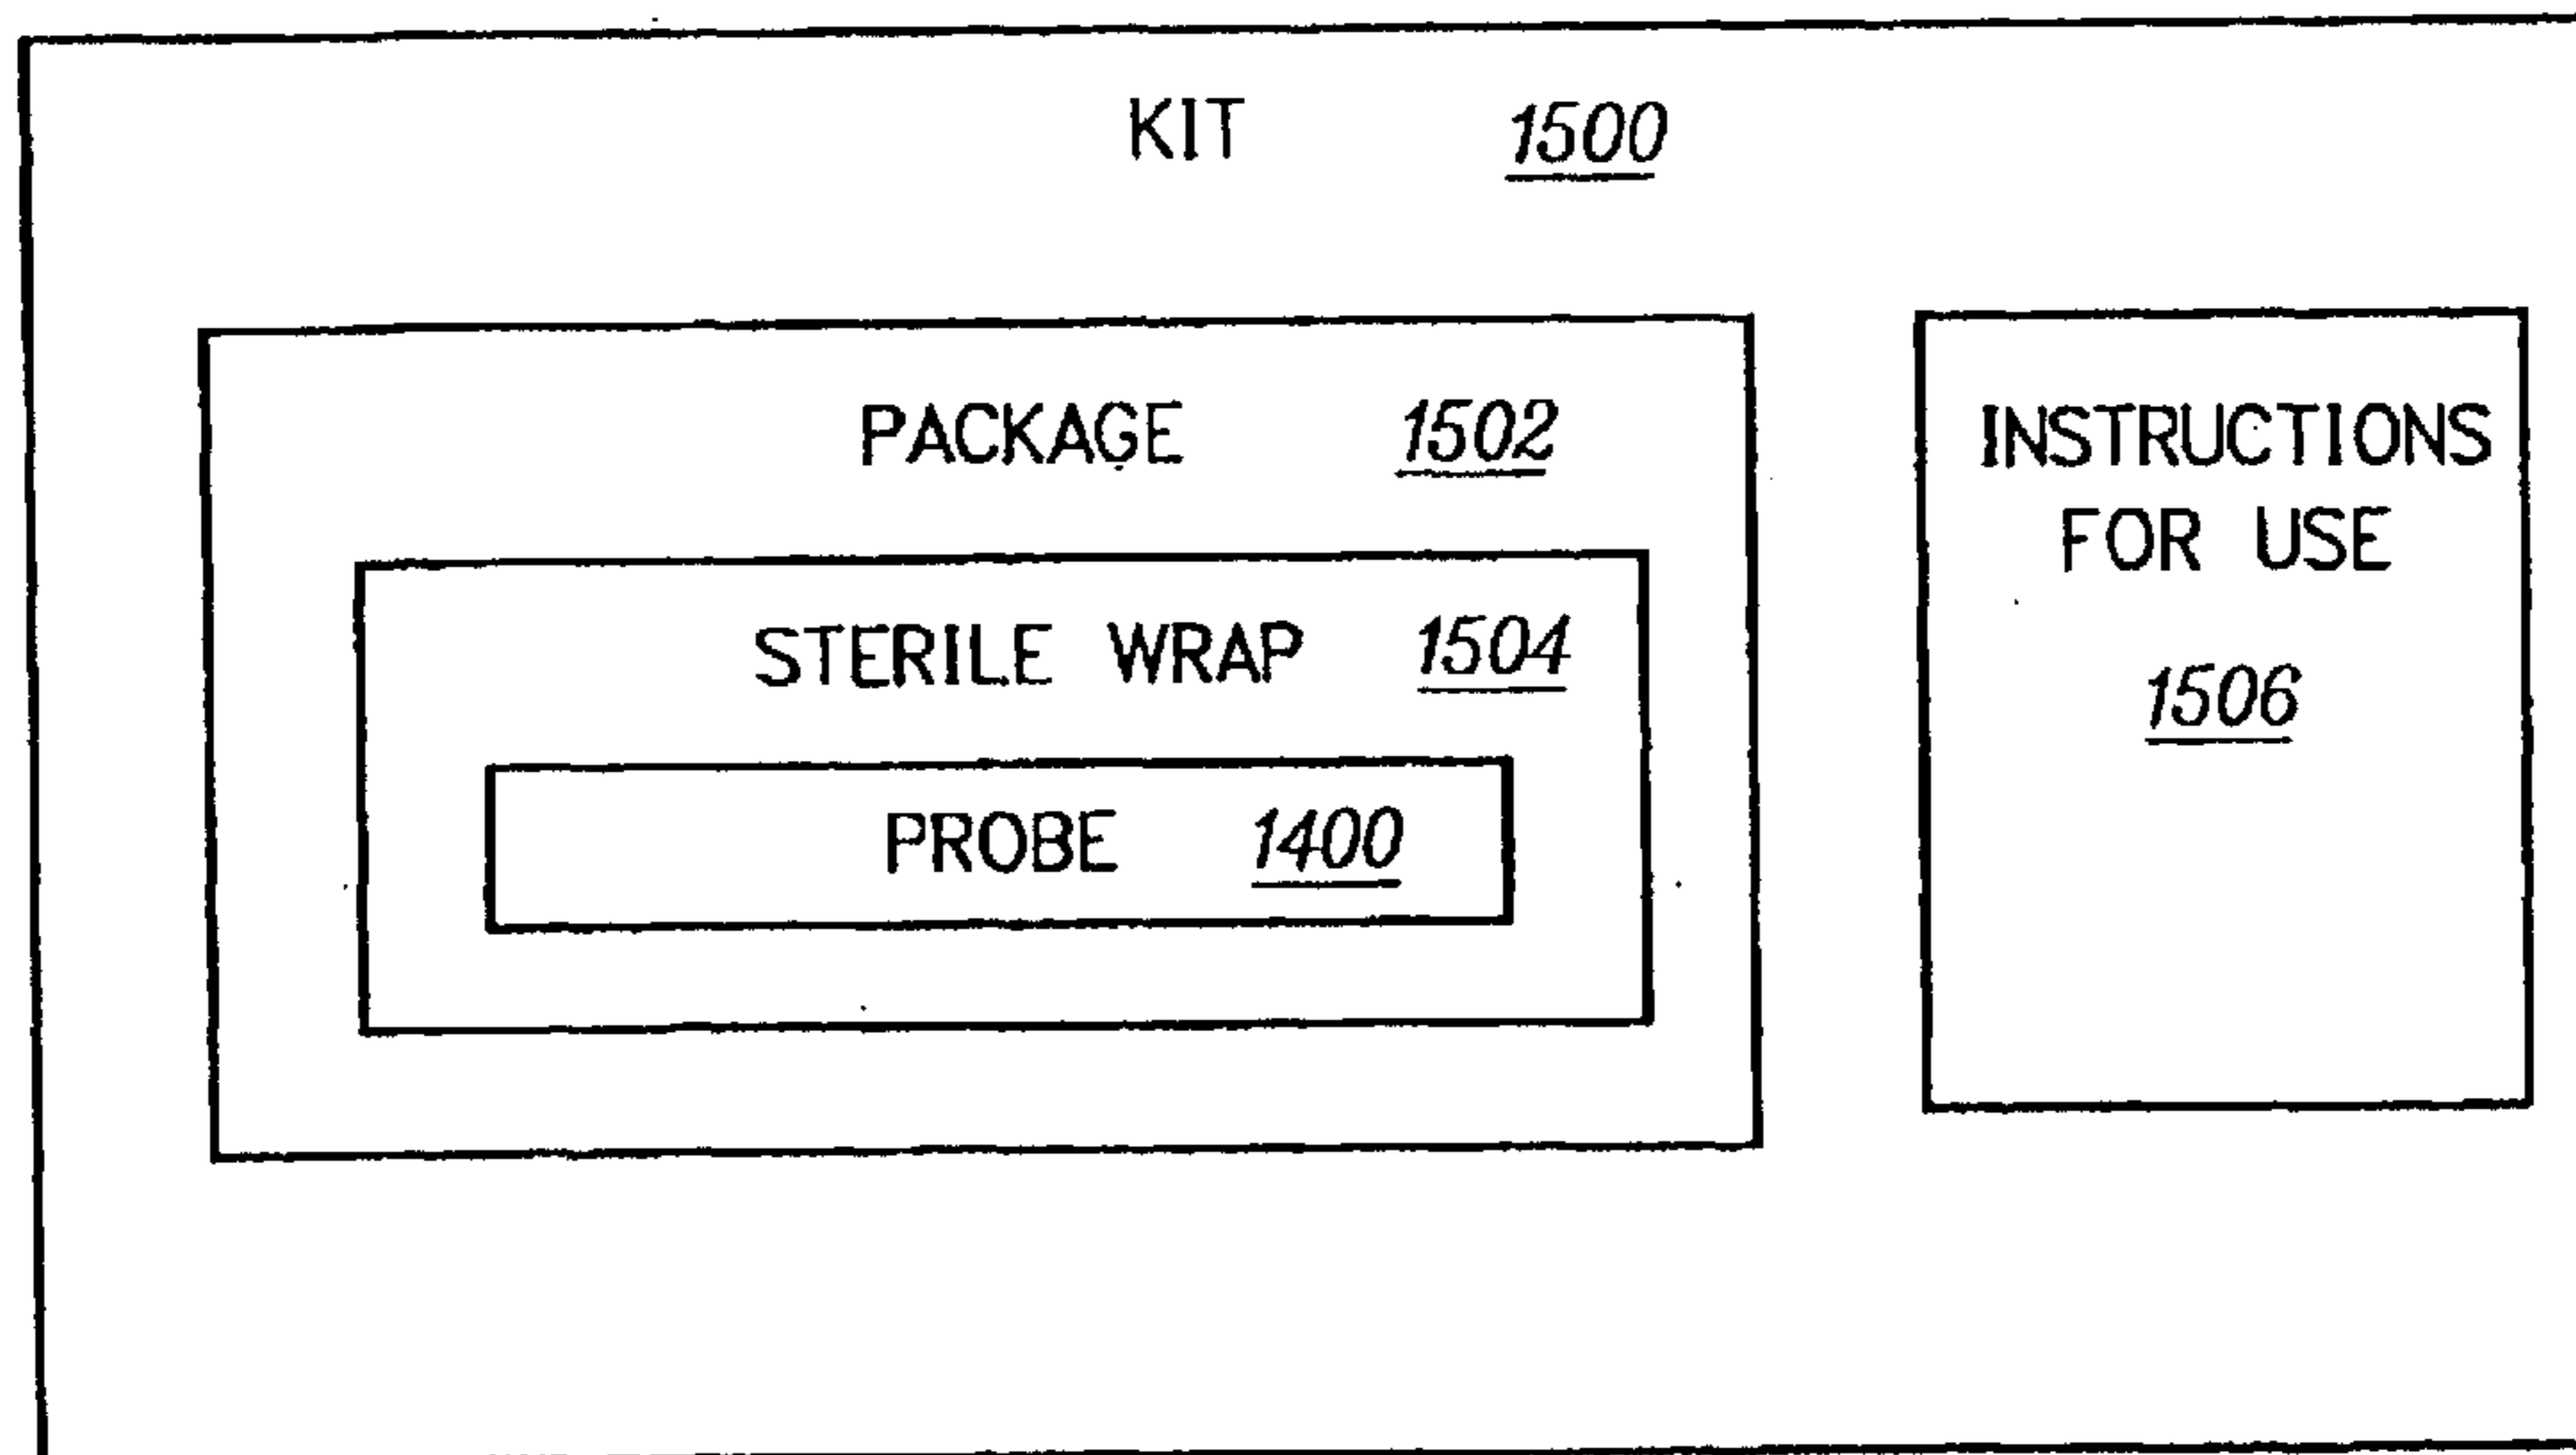 KIT 1500
PACKAGE 1502
INSTRUCTIONS
FOR USE
1506
STERILE WRAP 1504
PROBE 1400